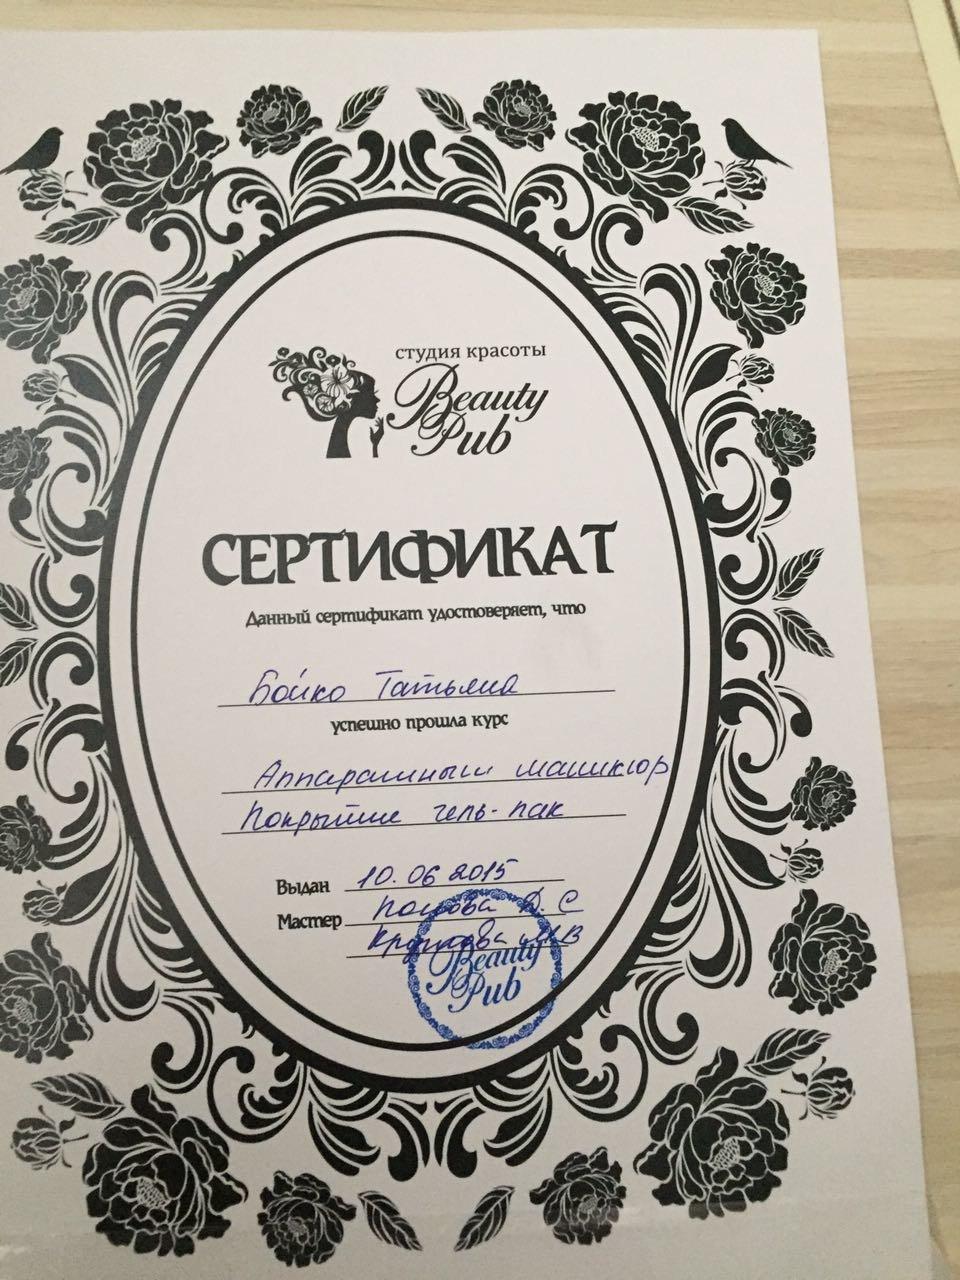 студия красоты
Beauty
Pub
СЕРТИФИКАТ
Данный сертификат удостоверяет, что
Бойко Татьяна
успешно прошла курс
Аппаратный маникюр
Покрытие гель-лак
Выдан 10.06 2015
Мастер Попова Д. С
М В
Beauty
Pub